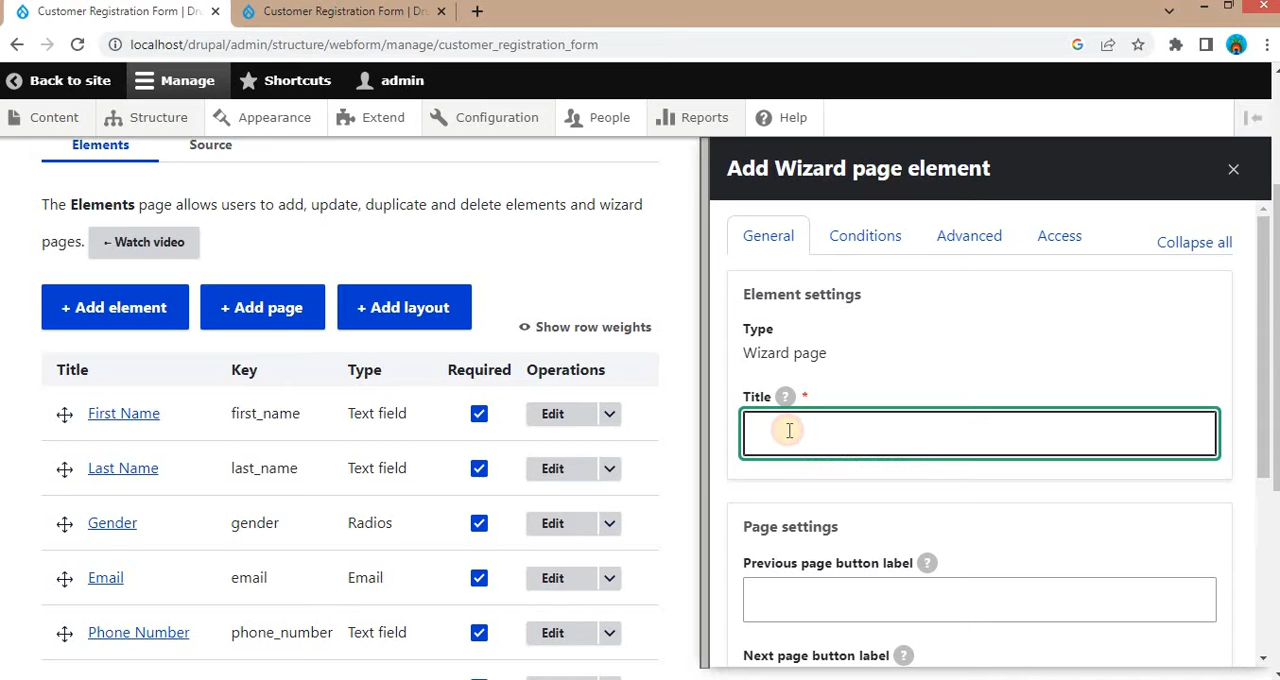 Customer Registration Form | Dr
Customer Registration Form | Dr
localhost/drupal/admin/structure/webform/manage/customer_registration_form
Back to site
Manage
Shortcuts
admin
Content
Structure
Appearance
Extend
Configuration
People
Reports
Help
Elements
Source
The Elements page allows users to add, update, duplicate and delete elements and wizard
pages.
Watch video
+ Add element
+ Add page
+ Add layout
Show row weights
Title Key Type Required Operations
First Name first_name Text field Edit
Last Name last_name Text field Edit
Gender gender Radios Edit
Email email Email Edit
Phone Number phone_number Text field Edit
Add Wizard page element
General
Conditions
Advanced
Access
Collapse all
Element settings
Type
Wizard page
Title ? *
Page settings
Previous page button label ?
Next page button label ?